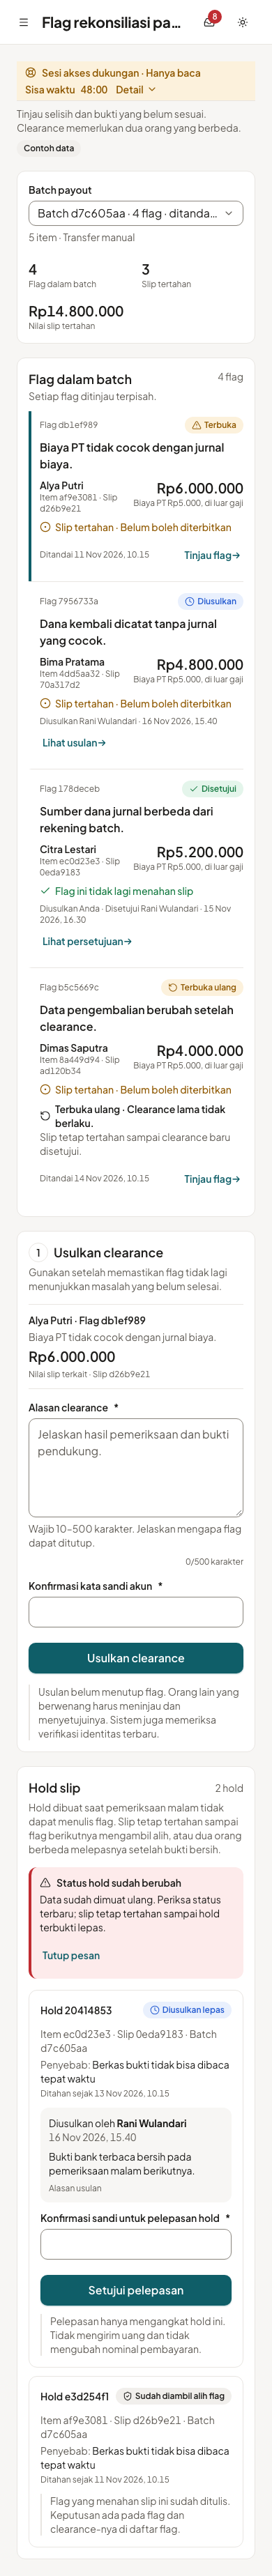 Flag rekonsiliasi pa...
8
Sesi akses dukungan · Hanya baca
Sisa waktu 48:00 Detail
Tinjau selisih dan bukti yang belum sesuai.
Clearance memerlukan dua orang yang berbeda.
Contoh data
Batch payout
Batch d7c605aa · 4 flag · ditanda...
5 item · Transfer manual
4
Flag dalam batch
3
Slip tertahan
Rp14.800.000
Nilai slip tertahan
Flag dalam batch
4 flag
Setiap flag ditinjau terpisah.
Flag db1ef989
Terbuka
Biaya PT tidak cocok dengan jurnal
biaya.
Alya Putri
Item af9e3081 · Slip
d26b9e21
Rp6.000.000
Biaya PT Rp5.000, di luar gaji
Slip tertahan · Belum boleh diterbitkan
Ditandai 11 Nov 2026, 10.15
Tinjau flag→
Flag 7956733a
Diusulkan
Dana kembali dicatat tanpa jurnal
yang cocok.
Bima Pratama
Item 4dd5aa32 · Slip
70a317d2
Rp4.800.000
Biaya PT Rp5.000, di luar gaji
Slip tertahan · Belum boleh diterbitkan
Diusulkan Rani Wulandari · 16 Nov 2026, 15.40
Lihat usulan→
Flag 178deceb
Disetujui
Sumber dana jurnal berbeda dari
rekening batch.
Citra Lestari
Item ec0d23e3 · Slip
0eda9183
Rp5.200.000
Biaya PT Rp5.000, di luar gaji
Flag ini tidak lagi menahan slip
Diusulkan Anda · Disetujui Rani Wulandari · 15 Nov
2026, 16.30
Lihat persetujuan→
Flag b5c5669c
Terbuka ulang
Data pengembalian berubah setelah
clearance.
Dimas Saputra
Item 8a449d94 · Slip
ad120b34
Rp4.000.000
Biaya PT Rp5.000, di luar gaji
Slip tertahan · Belum boleh diterbitkan
Terbuka ulang · Clearance lama tidak
berlaku.
Slip tetap tertahan sampai clearance baru
disetujui.
Ditandai 14 Nov 2026, 10.15
Tinjau flag→
1
Usulkan clearance
Gunakan setelah memastikan flag tidak lagi
menunjukkan masalah yang belum selesai.
Alya Putri · Flag db1ef989
Biaya PT tidak cocok dengan jurnal biaya.
Rp6.000.000
Nilai slip terkait · Slip d26b9e21
Alasan clearance *
Jelaskan hasil pemeriksaan dan bukti
pendukung.
Wajib 10–500 karakter. Jelaskan mengapa flag
dapat ditutup.
0/500 karakter
Konfirmasi kata sandi akun *
Usulkan clearance
Usulan belum menutup flag. Orang lain yang
berwenang harus meninjau dan
menyetujuinya. Sistem juga memeriksa
verifikasi identitas terbaru.
Hold slip
2 hold
Hold dibuat saat pemeriksaan malam tidak
dapat menulis flag. Slip tetap tertahan sampai
flag berikutnya mengambil alih, atau dua orang
berbeda melepasnya setelah bukti bersih.
Status hold sudah berubah
Data sudah dimuat ulang. Periksa status
terbaru; slip tetap tertahan sampai hold
terbukti lepas.
Tutup pesan
Hold 20414853
Diusulkan lepas
Item ec0d23e3 · Slip 0eda9183 · Batch
d7c605aa
Penyebab: Berkas bukti tidak bisa dibaca
tepat waktu
Ditahan sejak 13 Nov 2026, 10.15
Diusulkan oleh Rani Wulandari
16 Nov 2026, 15.40
Bukti bank terbaca bersih pada
pemeriksaan malam berikutnya.
Alasan usulan
Konfirmasi sandi untuk pelepasan hold *
Setujui pelepasan
Pelepasan hanya mengangkat hold ini.
Tidak mengirim uang dan tidak
mengubah nominal pembayaran.
Hold e3d254f1
Sudah diambil alih flag
Item af9e3081 · Slip d26b9e21 · Batch
d7c605aa
Penyebab: Berkas bukti tidak bisa dibaca
tepat waktu
Ditahan sejak 11 Nov 2026, 10.15
Flag yang menahan slip ini sudah ditulis.
Keputusan ada pada flag dan
clearance-nya di daftar flag.